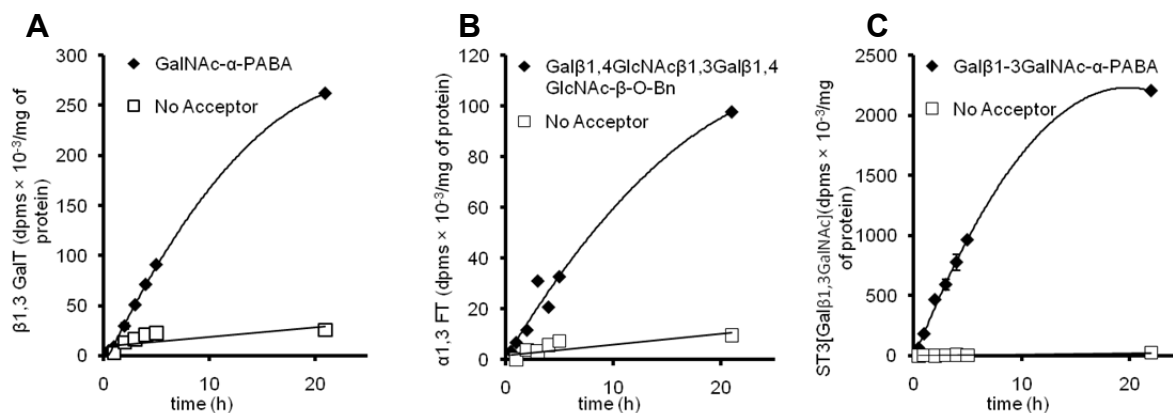 A
300
250
200
150
100
50
0
0
10
20
time (h)
β1,3 GalT (dpms × 10⁻³/mg of
protein)
GalNAc-α-PABA
No Acceptor
B
120
100
80
60
40
20
0
0
10
20
time (h)
α1,3 FT (dpms × 10⁻³/mg of protein)
Galβ1,4GlcNAcβ1,3Galβ1,4
GlcNAc-β-O-Bn
No Acceptor
C
2500
2000
1500
1000
500
0
0
10
20
time (h)
ST3[Galβ1,3GalNAc](dpms × 10⁻³/mg
of protein)
Galβ1-3GalNAc-α-PABA
No Acceptor